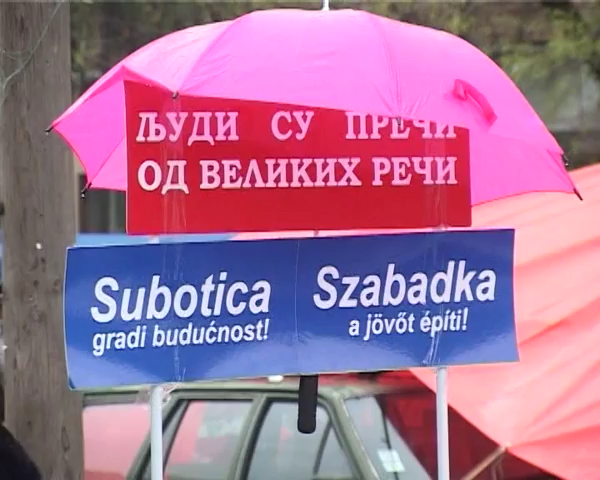 ЉУДИ СУ ПРЕЧИ
ОД ВЕЛИКИХ РЕЧИ
Subotica
gradi budućnost!
Szabadka
a jövőt építi!